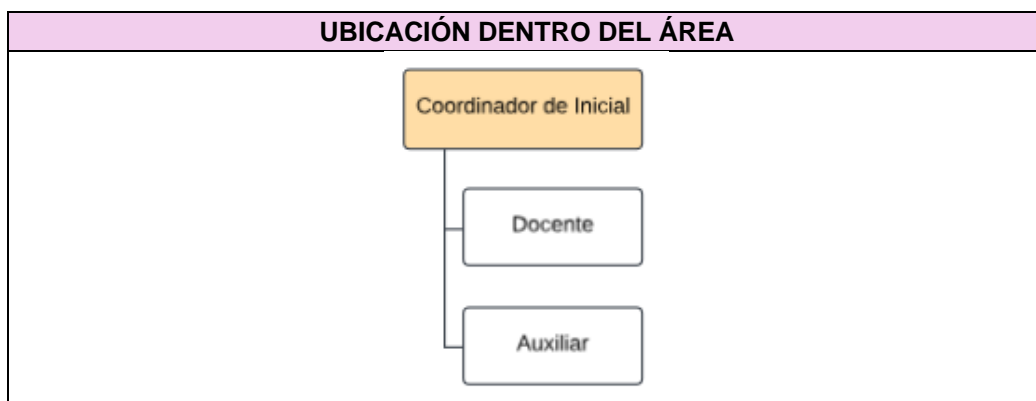 UBICACIÓN DENTRO DEL ÁREA
Coordinador de Inicial
Docente
Auxiliar